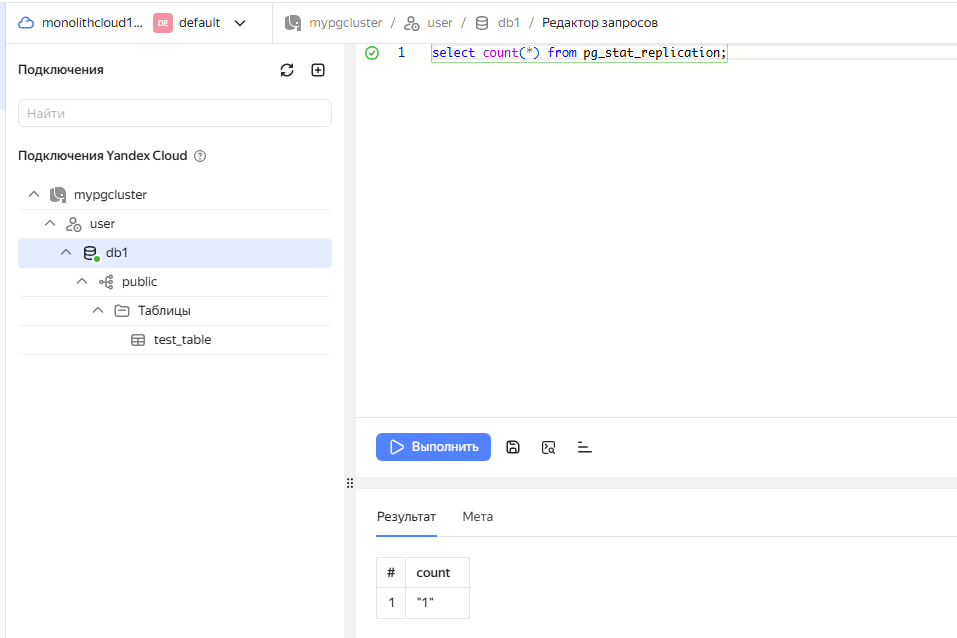 monolithcloud1... DE default
mypgcluster / user / db1 / Редактор запросов
Подключения
Найти
Подключения Yandex Cloud ?
mypgcluster
user
db1
public
Таблицы
test_table
1 select count(*) from pg_stat_replication;
Выполнить
Результат Мета
# count
1 "1"